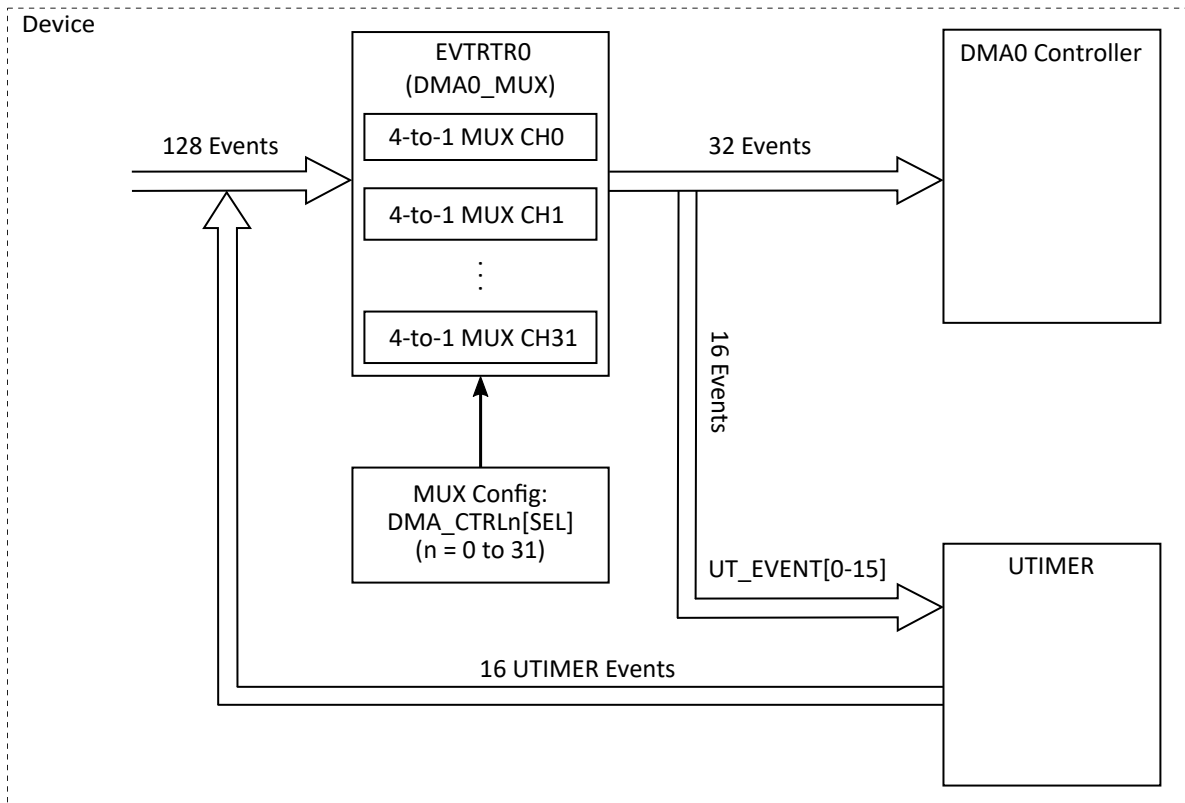 Device
EVTRTR0
(DMA0_MUX)
4-to-1 MUX CH0
4-to-1 MUX CH1
⋮
4-to-1 MUX CH31
128 Events
32 Events
DMA0 Controller
16 Events
MUX Config:
DMA_CTRLn[SEL]
(n = 0 to 31)
UT_EVENT[0-15]
UTIMER
16 UTIMER Events